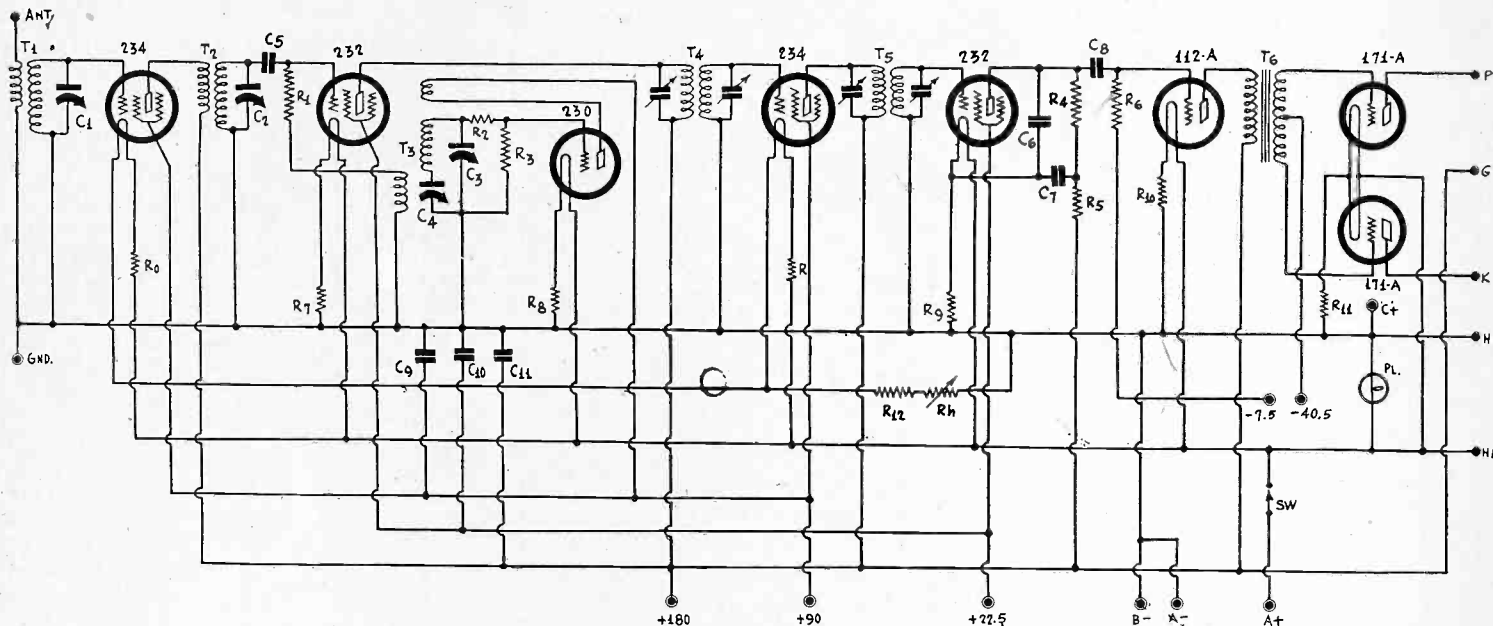 ANT.
T1
234
T2
C5
232
C1
C2
R1
230
R2
T3
C3
R3
C4
T4
234
T5
232
C8
R4
R6
C6
C7
R5
112-A
T6
171-A
P
G
K
171-A
C+
R0
R7
R8
R
R9
R10
R11
GND.
C9
C10
C11
R12
Rh
-7.5
-40.5
PL.
H
SW
+180
+90
+22.5
B-
A-
A+